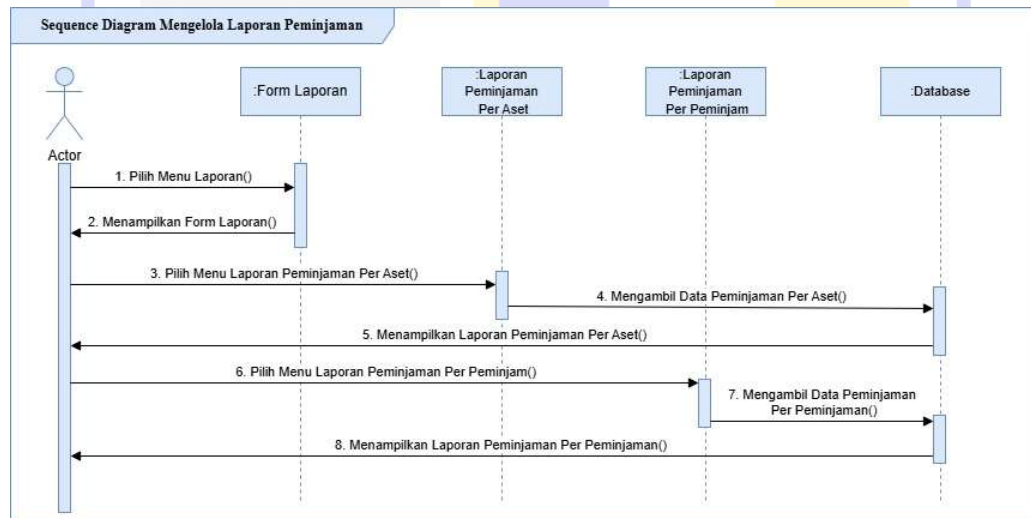 Sequence Diagram Mengelola Laporan Peminjaman
:Form Laporan
:Laporan
Peminjaman
Per Aset
:Laporan
Peminjaman
Per Peminjam
:Database
Actor
1. Pilih Menu Laporan()
2. Menampilkan Form Laporan()
3. Pilih Menu Laporan Peminjaman Per Aset()
4. Mengambil Data Peminjaman Per Aset()
5. Menampilkan Laporan Peminjaman Per Aset()
6. Pilih Menu Laporan Peminjaman Per Peminjam()
7. Mengambil Data Peminjaman
Per Peminjaman()
8. Menampilkan Laporan Peminjaman Per Peminjaman()